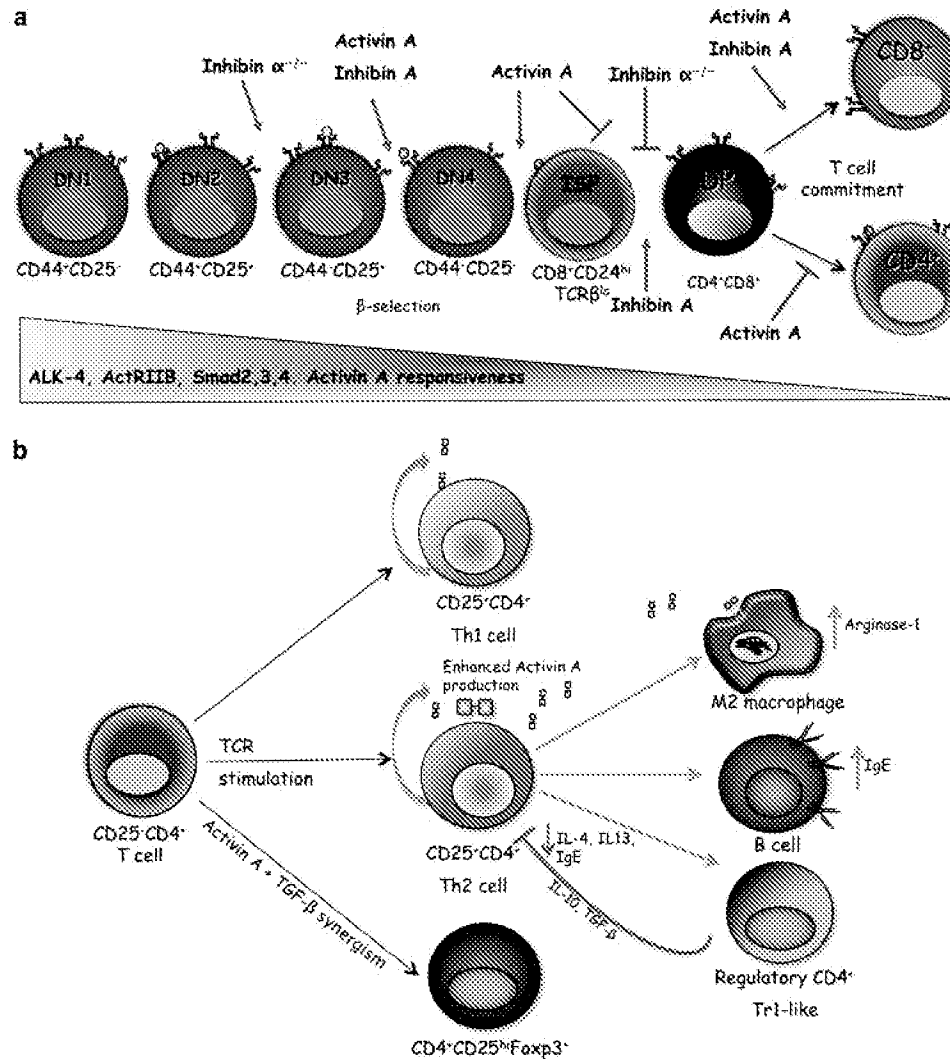 a
Activin A
Inhibin A
Inhibin α⁻/⁻
Activin A
Inhibin A
Activin A
Inhibin α⁻/⁻
CD8⁺
DN1
DN2
DN3
DN4
ISP
DP
T cell
commitment
CD44⁺CD25⁻
CD44⁺CD25⁺
CD44⁻CD25⁺
CD44⁻CD25⁻
CD8⁺CD24ʰⁱ
TCRβˡᵒ
CD4⁺CD8⁺
CD4⁺
β-selection
Inhibin A
Activin A
ALK-4, ActRIIB, Smad2,3,4, Activin A responsiveness
b
CD25⁺CD4⁺
Th1 cell
Arginase-1
Enhanced Activin A
production
M2 macrophage
TCR
stimulation
IgE
CD25⁻CD4⁺
T cell
B cell
CD25⁺CD4⁺
Th2 cell
IL-4, IL13,
IgE
IL-10, TGF-β
Activin A + TGF-β synergism
Regulatory CD4⁺
Tr1-like
CD4⁺CD25ʰⁱFoxp3⁺